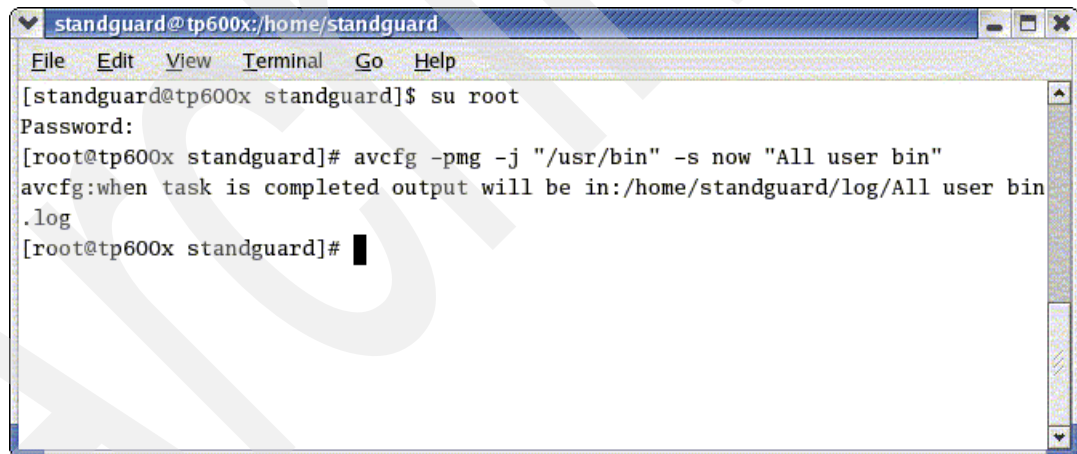 standguard@tp600x:/home/standguard
File Edit View Terminal Go Help
[standguard@tp600x standguard]$ su root
Password:
[root@tp600x standguard]# avcfg -pmg -j "/usr/bin" -s now "All user bin"
avcfg:when task is completed output will be in:/home/standguard/log/All user bin
.log
[root@tp600x standguard]#